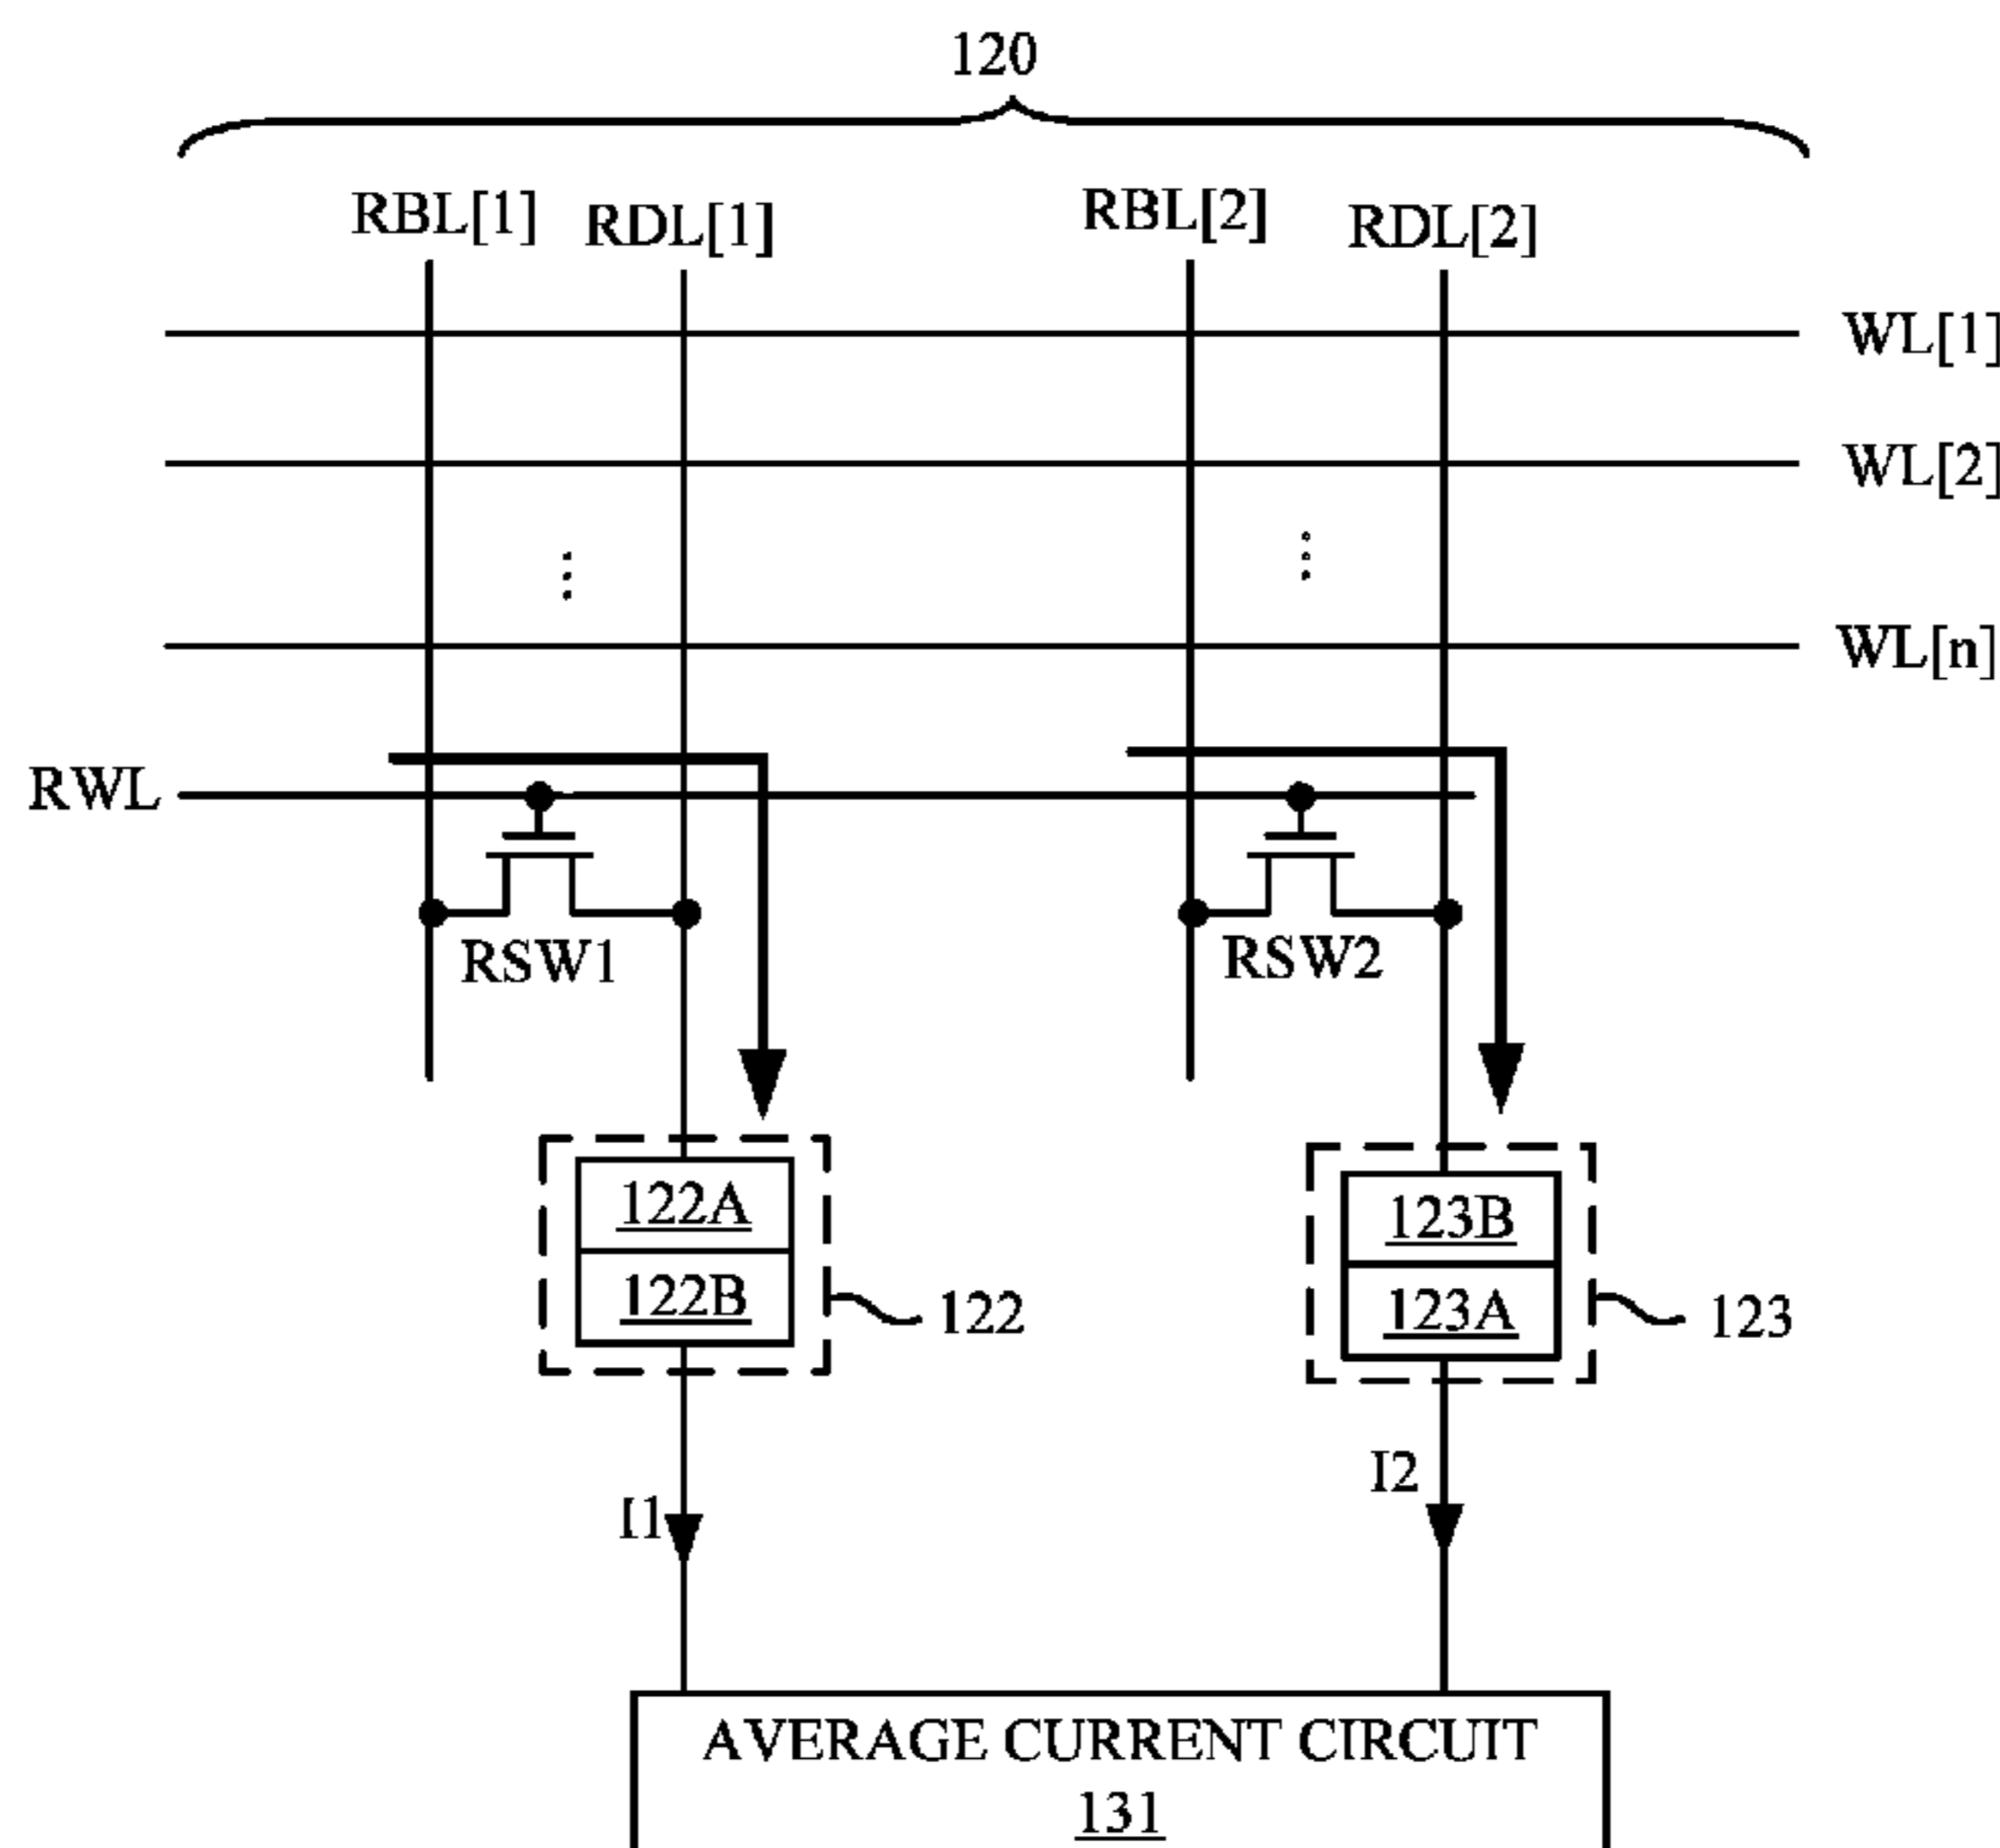 120
RBL[1] RDL[1] RBL[2] RDL[2]
WL[1]
WL[2]
WL[n]
RWL
RSW1 RSW2
122A 123B
122B 123A
122 123
I1 I2
AVERAGE CURRENT CIRCUIT
131